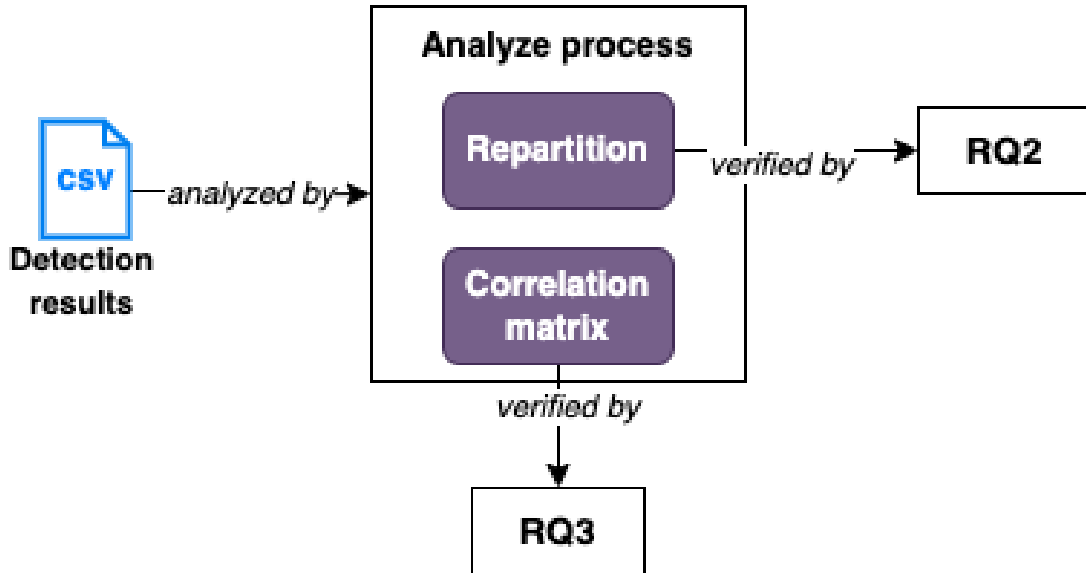 Analyze process
Repartition
verified by
RQ2
CSV
analyzed by
Detection
results
Correlation
matrix
verified by
RQ3